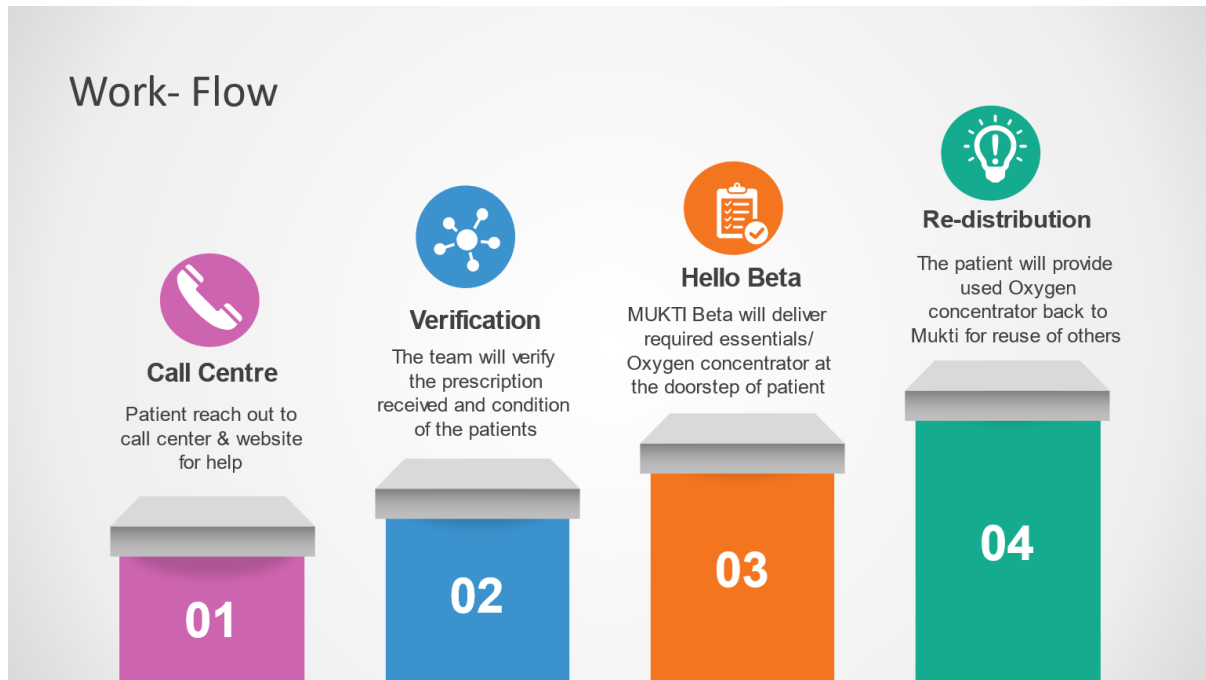 Work- Flow
Call Centre
Patient reach out to
call center & website
for help
01
Verification
The team will verify
the prescription
received and condition
of the patients
02
Hello Beta
MUKTI Beta will deliver
required essentials/
Oxygen concentrator at
the doorstep of patient
03
Re-distribution
The patient will provide
used Oxygen
concentrator back to
Mukti for reuse of others
04